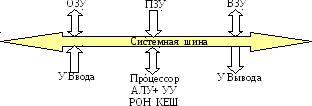 ОЗУ ПЗУ ВЗУ
Системная шина
У Ввода Процессор У Вывода
АЛУ+ УУ
РОН КЕШ